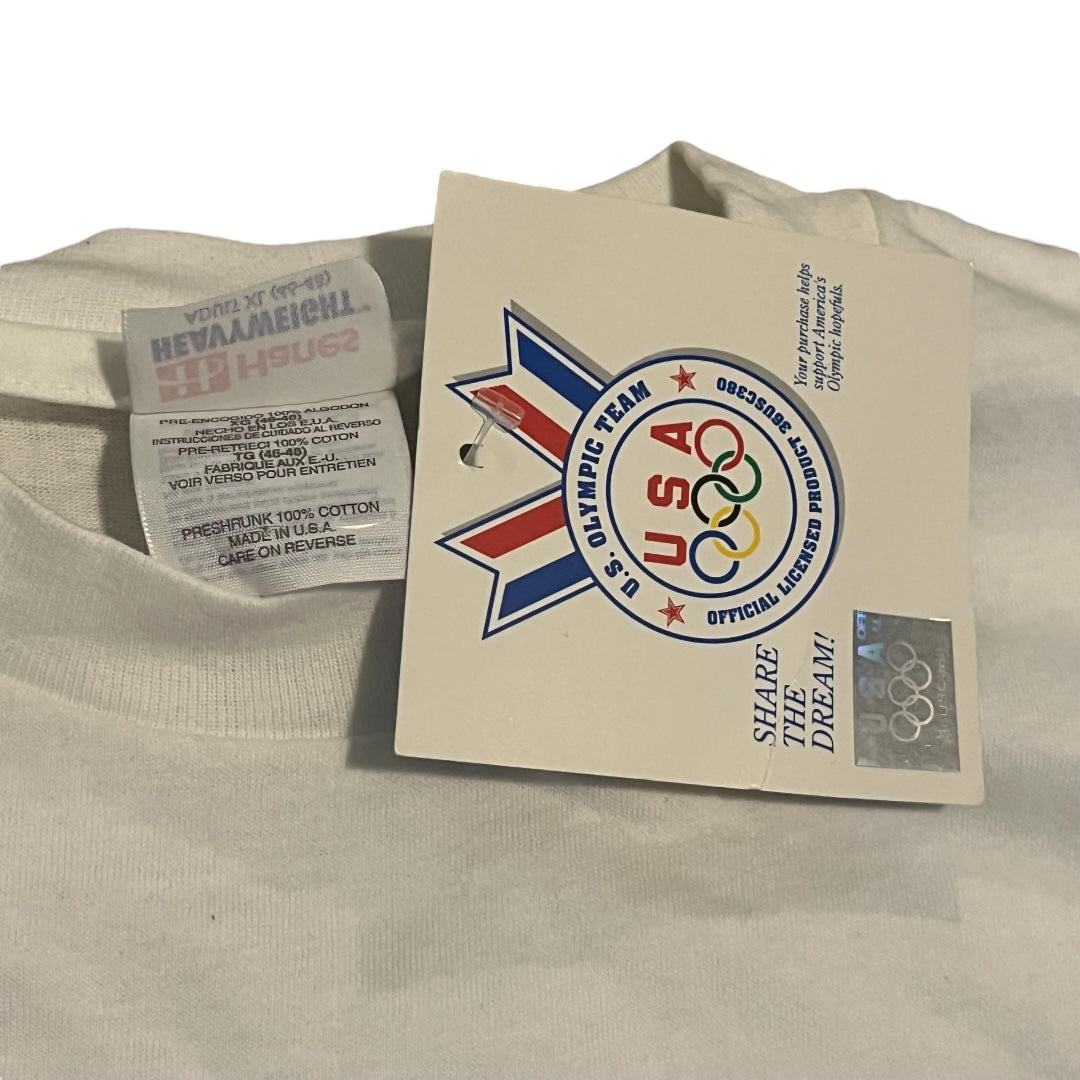 Hanes
HEAVYWEIGHT™
ADULT XL (46-48)
PRE-ENCOGIDO 100% ALGODON
XG (46-48)
HECHO EN LOS E.U.A.
INSTRUCCIONES DE CUIDADO AL REVERSO
PRE-RETRECI 100% COTON
TG (46-48)
FABRIQUE AUX E.-U.
VOIR VERSO POUR ENTRETIEN
PRESHRUNK 100% COTTON
MADE IN U.S.A.
CARE ON REVERSE
U.S. OLYMPIC TEAM
USA
OFFICIAL LICENSED PRODUCT 36USC380
SHARE
THE
DREAM!
Your purchase helps
support America's
Olympic hopefuls.
USA